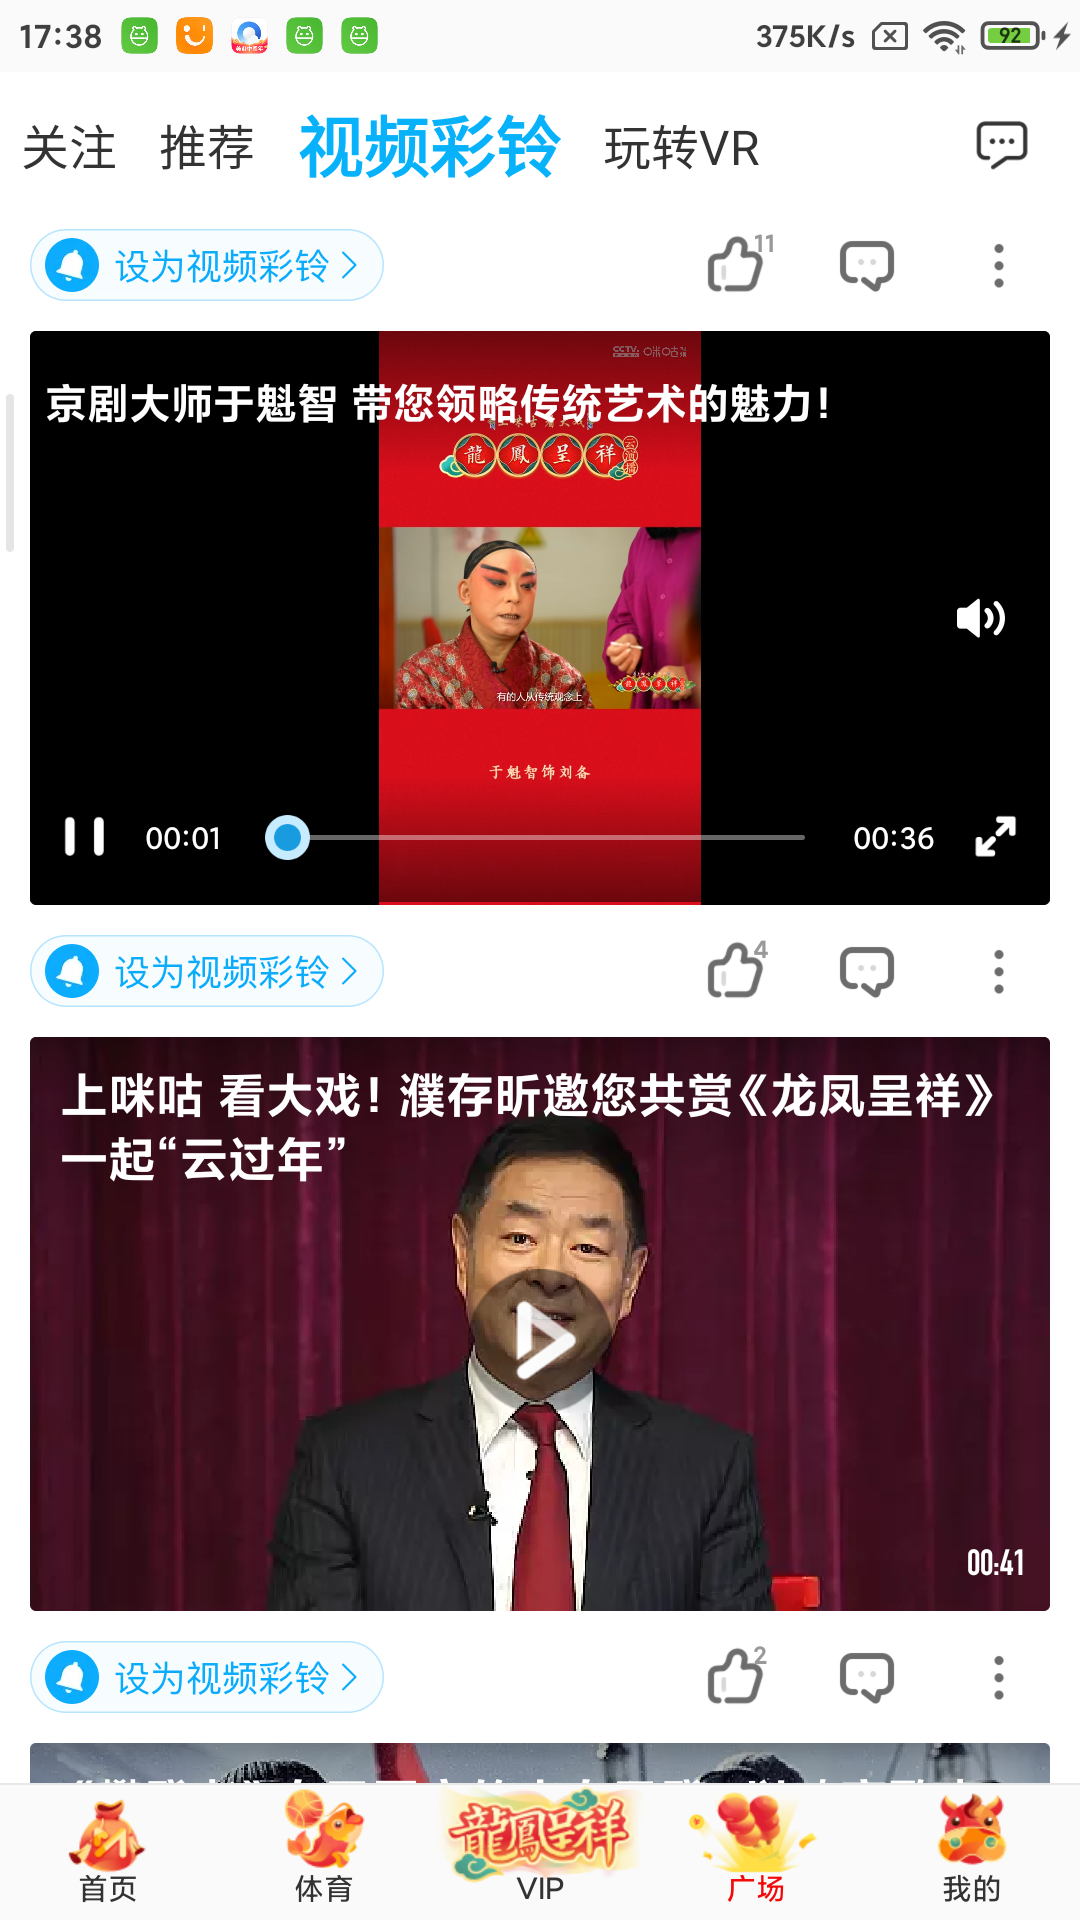 17:38
375K/s
92
关注 推荐 视频彩铃 玩转VR
设为视频彩铃
11
CCTV. 咪咕
京剧大师于魁智 带您领略传统艺术的魅力！
龍鳳呈祥
有的人从传统观念上
龍鳳呈祥
于魁智饰刘备
00:01
00:36
设为视频彩铃
4
上咪咕 看大戏！濮存昕邀您共赏《龙凤呈祥》
一起“云过年”
00:41
设为视频彩铃
2
龍鳳呈祥
首页 体育 VIP 广场 我的